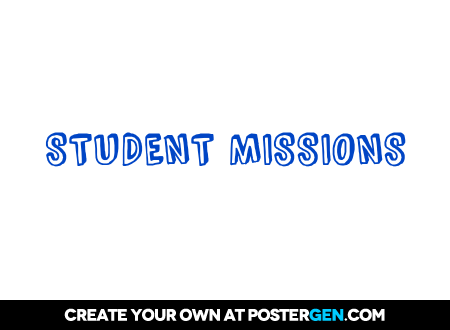 STUDENT MISSIONS
CREATE YOUR OWN AT POSTERGEN.COM